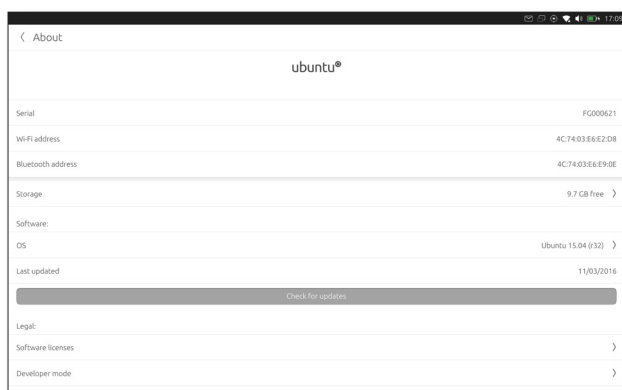 17:09
About
ubuntu®
Serial FG000621
Wi-Fi address 4C:74:03:E6:E2:D8
Bluetooth address 4C:74:03:E6:E9:0E
Storage 9.7 GB free
Software:
OS Ubuntu 15.04 (r32)
Last updated 11/03/2016
Check for updates
Legal:
Software licenses
Developer mode